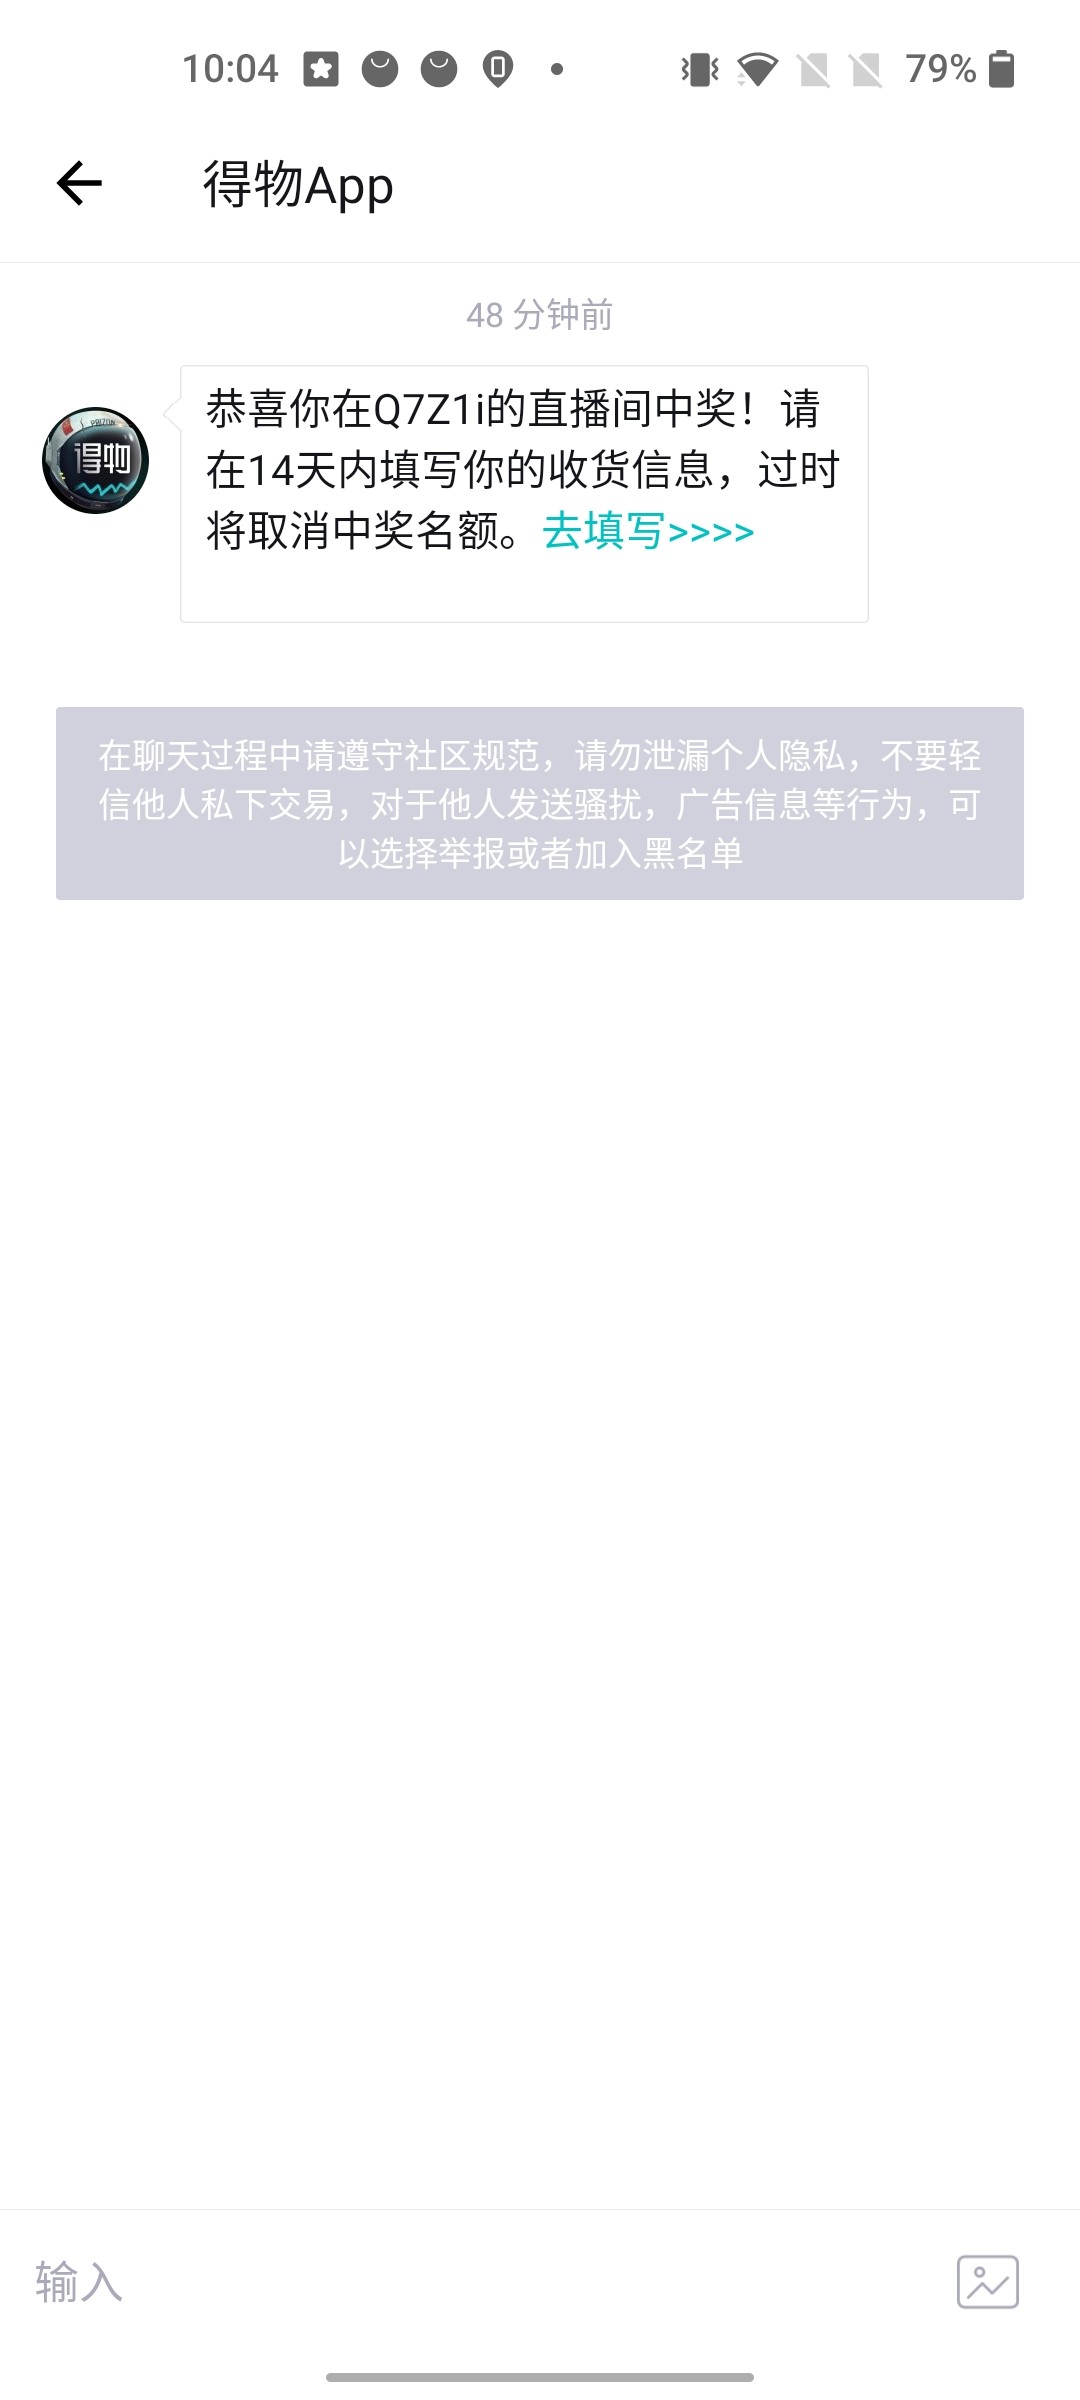 10:04
79%
得物App
48 分钟前
恭喜你在Q7Z1i的直播间中奖！请
在14天内填写你的收货信息，过时
将取消中奖名额。去填写>>>>
得物
在聊天过程中请遵守社区规范，请勿泄漏个人隐私，不要轻
信他人私下交易，对于他人发送骚扰，广告信息等行为，可
以选择举报或者加入黑名单
输入